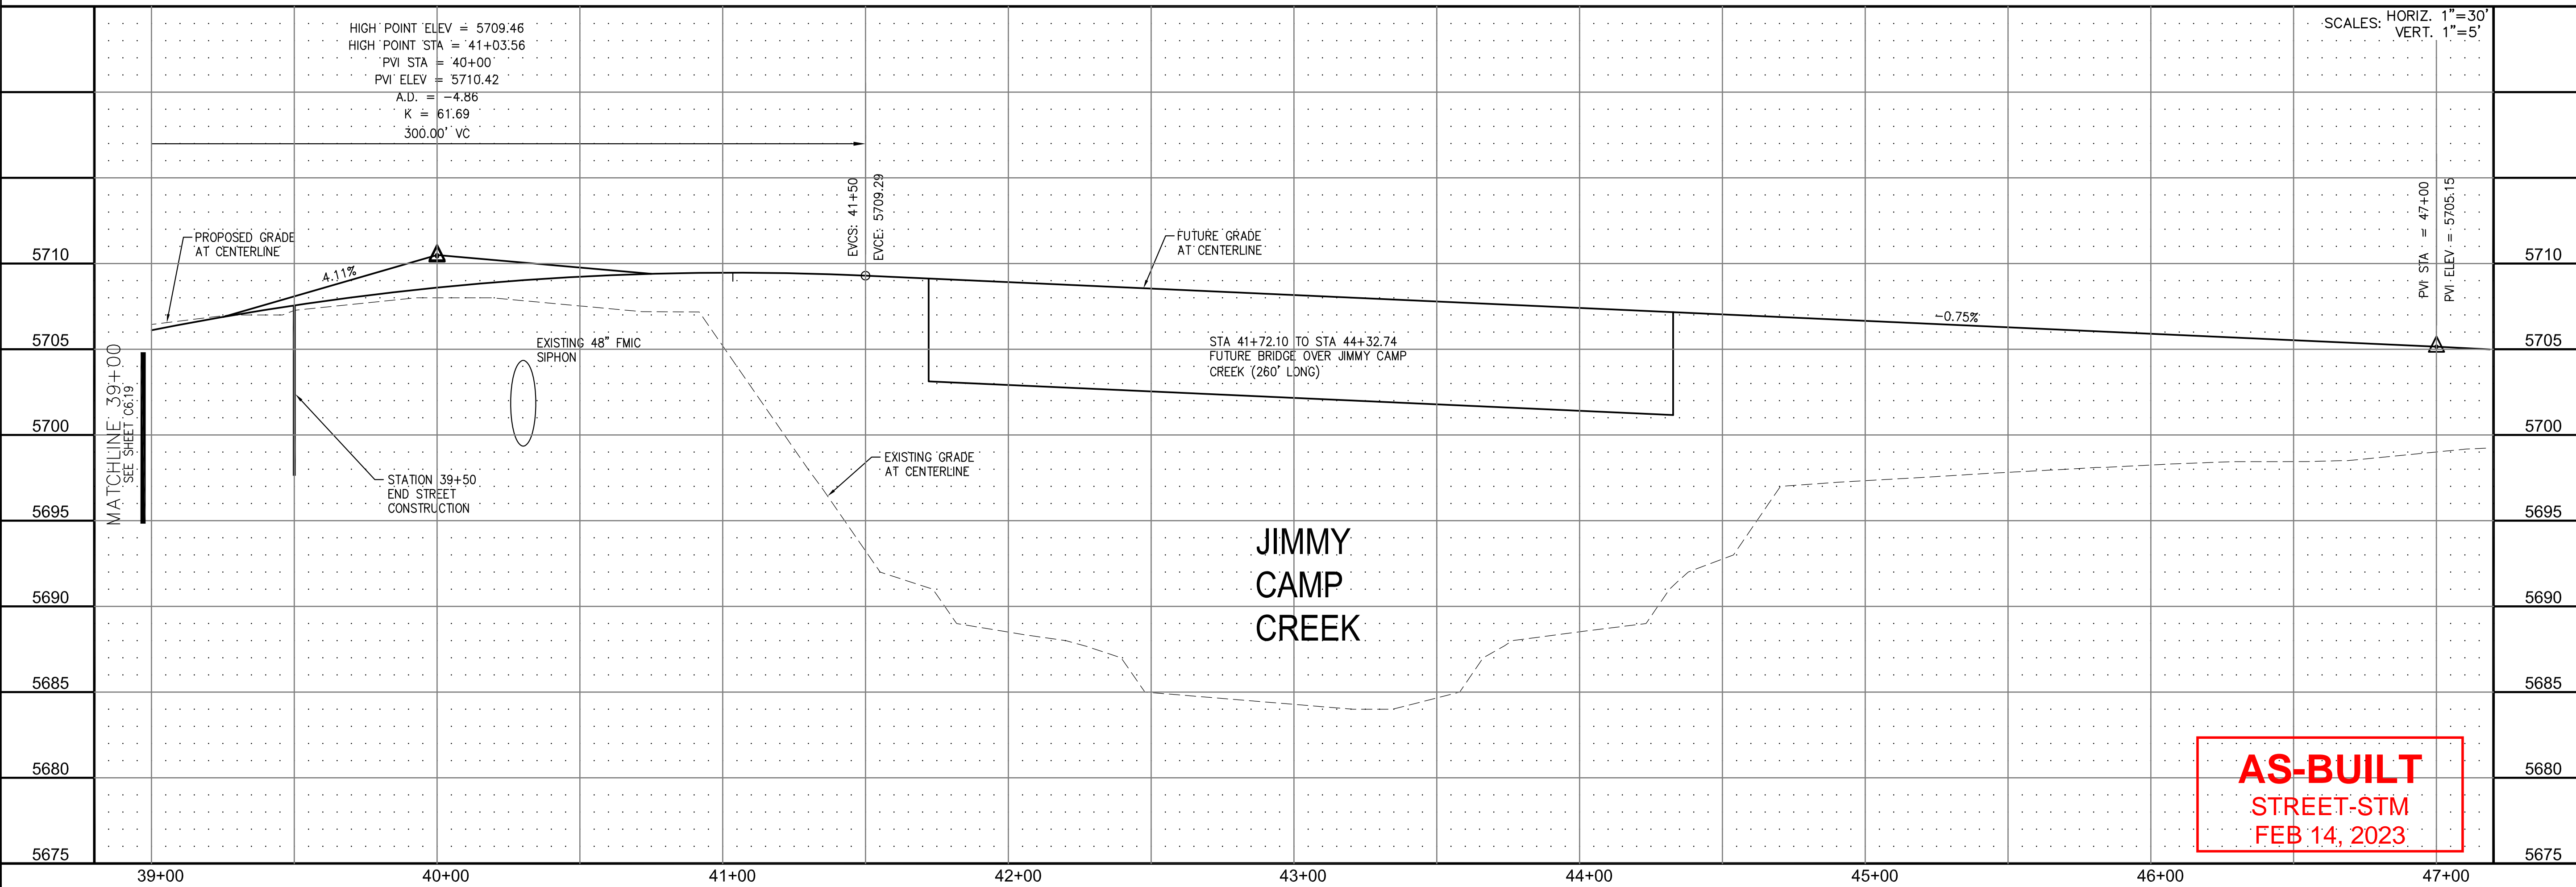 HIGH POINT ELEV = 5709.46
HIGH POINT STA = 41+03.56
PVI STA = 40+00
PVI ELEV = 5710.42
A.D. = -4.86
K = 61.69
300.00' VC
SCALES: HORIZ. 1"=30'
VERT. 1"=5'
EVCS: 41+50
EVCE: 5709.29
PVI STA = 47+00
PVI ELEV = 5705.15
PROPOSED GRADE
AT CENTERLINE
4.11%
FUTURE GRADE
AT CENTERLINE
-0.75%
EXISTING 48" FMIC
SIPHON
STA 41+72.10 TO STA 44+32.74
FUTURE BRIDGE OVER JIMMY CAMP
CREEK (260' LONG)
MATCHLINE 39+00
SEE SHEET C6.19
STATION 39+50
END STREET
CONSTRUCTION
EXISTING GRADE
AT CENTERLINE
JIMMY
CAMP
CREEK
AS-BUILT
STREET-STM
FEB 14, 2023
5710
5705
5700
5695
5690
5685
5680
5675
5710
5705
5700
5695
5690
5685
5680
5675
39+00
40+00
41+00
42+00
43+00
44+00
45+00
46+00
47+00